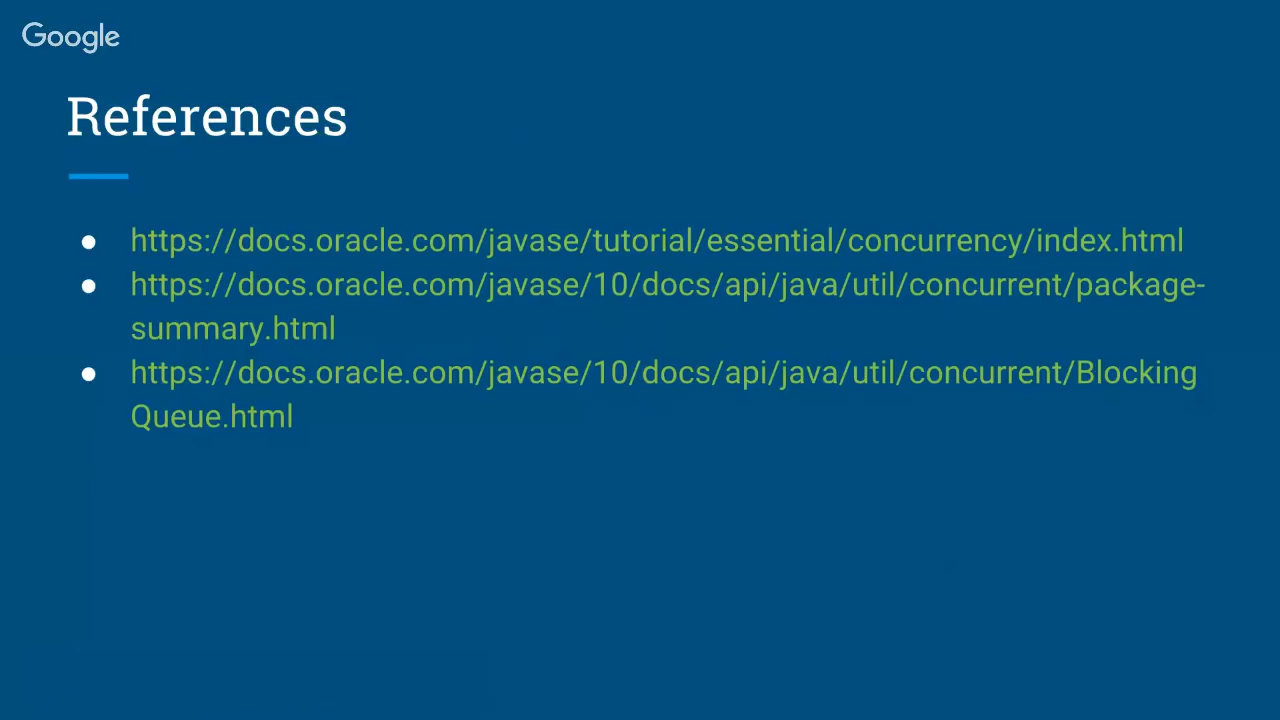 Google
References
● https://docs.oracle.com/javase/tutorial/essential/concurrency/index.html
● https://docs.oracle.com/javase/10/docs/api/java/util/concurrent/package-
summary.html
● https://docs.oracle.com/javase/10/docs/api/java/util/concurrent/Blocking
Queue.html